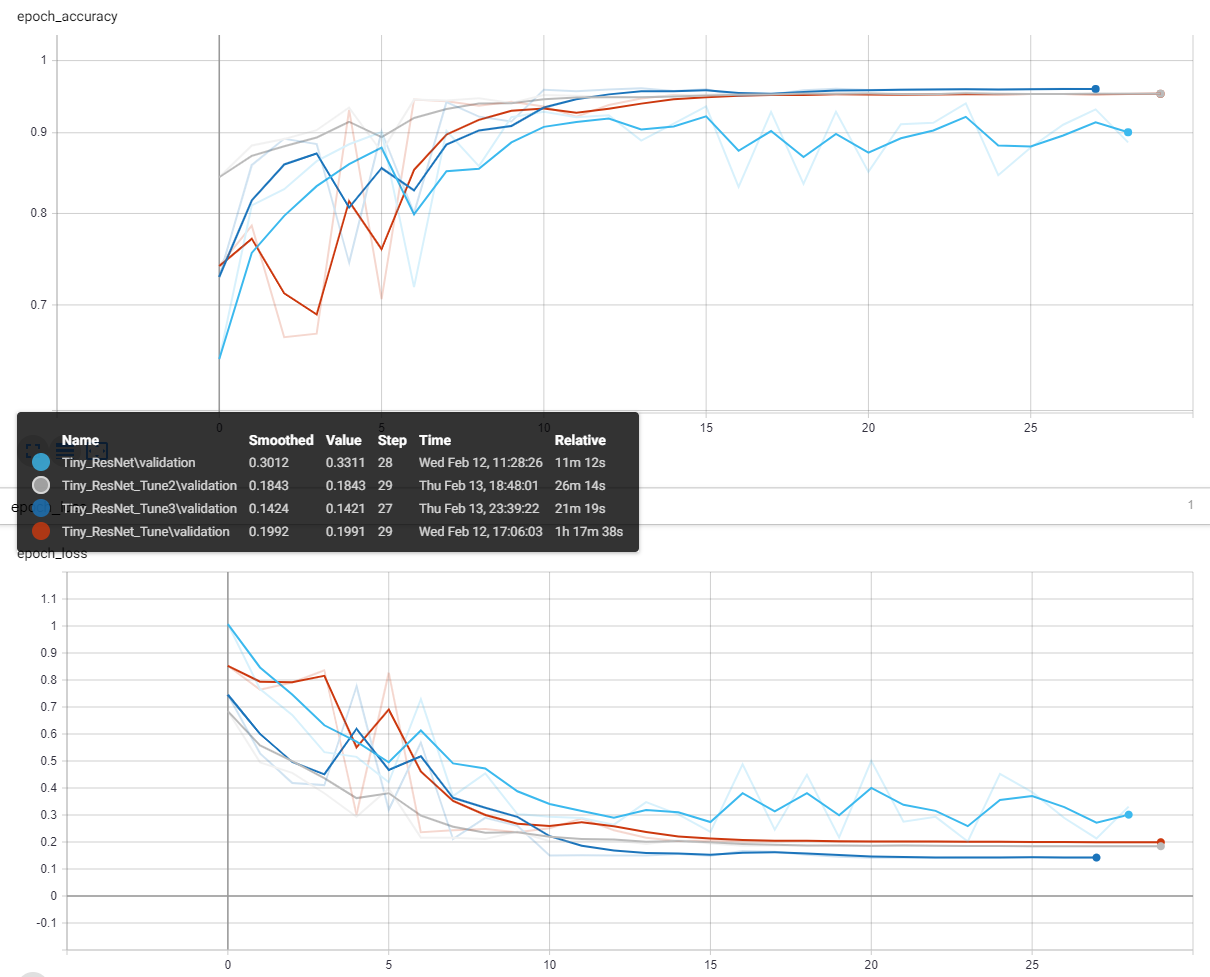 epoch_accuracy
1
0.9
0.8
0.7
0 5 10 15 20 25
Name Smoothed Value Step Time Relative
Tiny_ResNet\validation 0.3012 0.3311 28 Wed Feb 12, 11:28:26 11m 12s
Tiny_ResNet_Tune2\validation 0.1843 0.1843 29 Thu Feb 13, 18:48:01 26m 14s
Tiny_ResNet_Tune3\validation 0.1424 0.1421 27 Thu Feb 13, 23:39:22 21m 19s
1
Tiny_ResNet_Tune\validation 0.1992 0.1991 29 Wed Feb 12, 17:06:03 1h 17m 38s
epoch_loss
1.1
1
0.9
0.8
0.7
0.6
0.5
0.4
0.3
0.2
0.1
0
-0.1
0 5 10 15 20 25